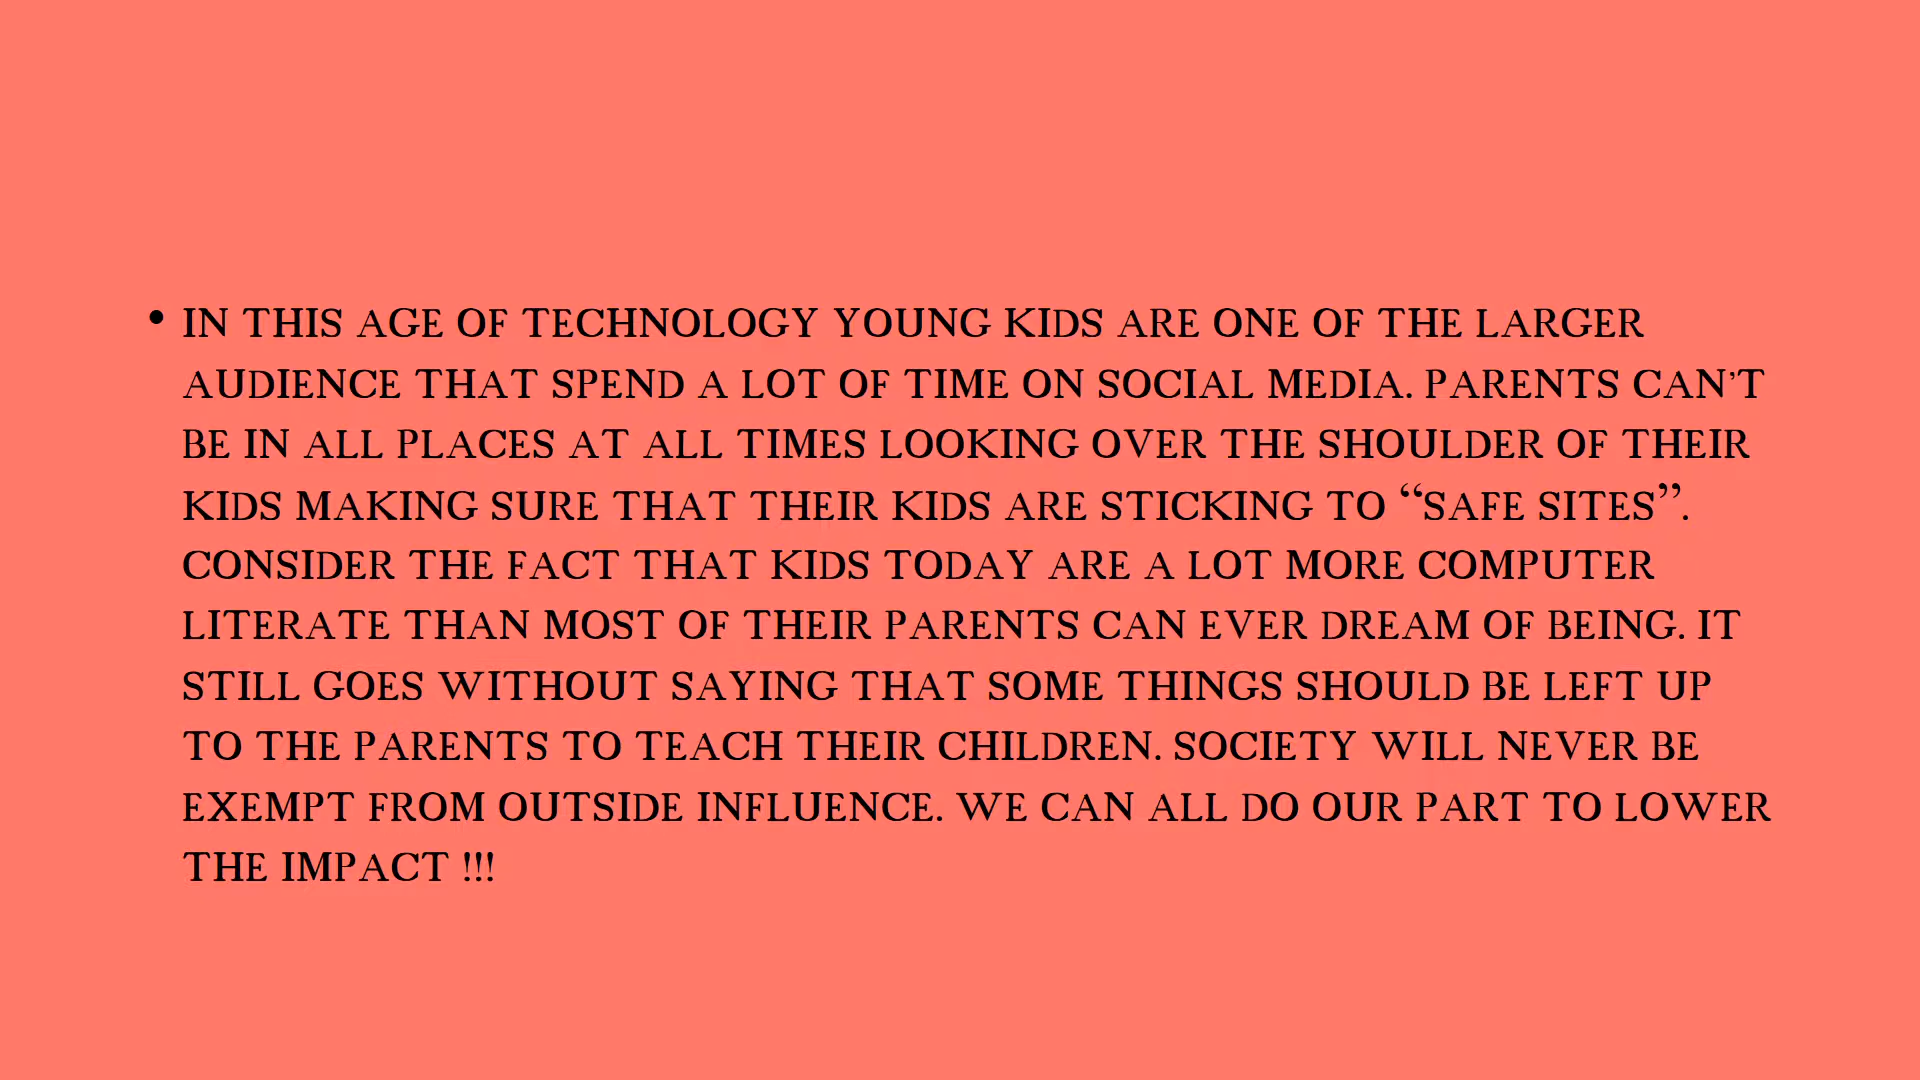 • IN THIS AGE OF TECHNOLOGY YOUNG KIDS ARE ONE OF THE LARGER
AUDIENCE THAT SPEND A LOT OF TIME ON SOCIAL MEDIA. PARENTS CAN'T
BE IN ALL PLACES AT ALL TIMES LOOKING OVER THE SHOULDER OF THEIR
KIDS MAKING SURE THAT THEIR KIDS ARE STICKING TO “SAFE SITES”.
CONSIDER THE FACT THAT KIDS TODAY ARE A LOT MORE COMPUTER
LITERATE THAN MOST OF THEIR PARENTS CAN EVER DREAM OF BEING. IT
STILL GOES WITHOUT SAYING THAT SOME THINGS SHOULD BE LEFT UP
TO THE PARENTS TO TEACH THEIR CHILDREN. SOCIETY WILL NEVER BE
EXEMPT FROM OUTSIDE INFLUENCE. WE CAN ALL DO OUR PART TO LOWER
THE IMPACT !!!